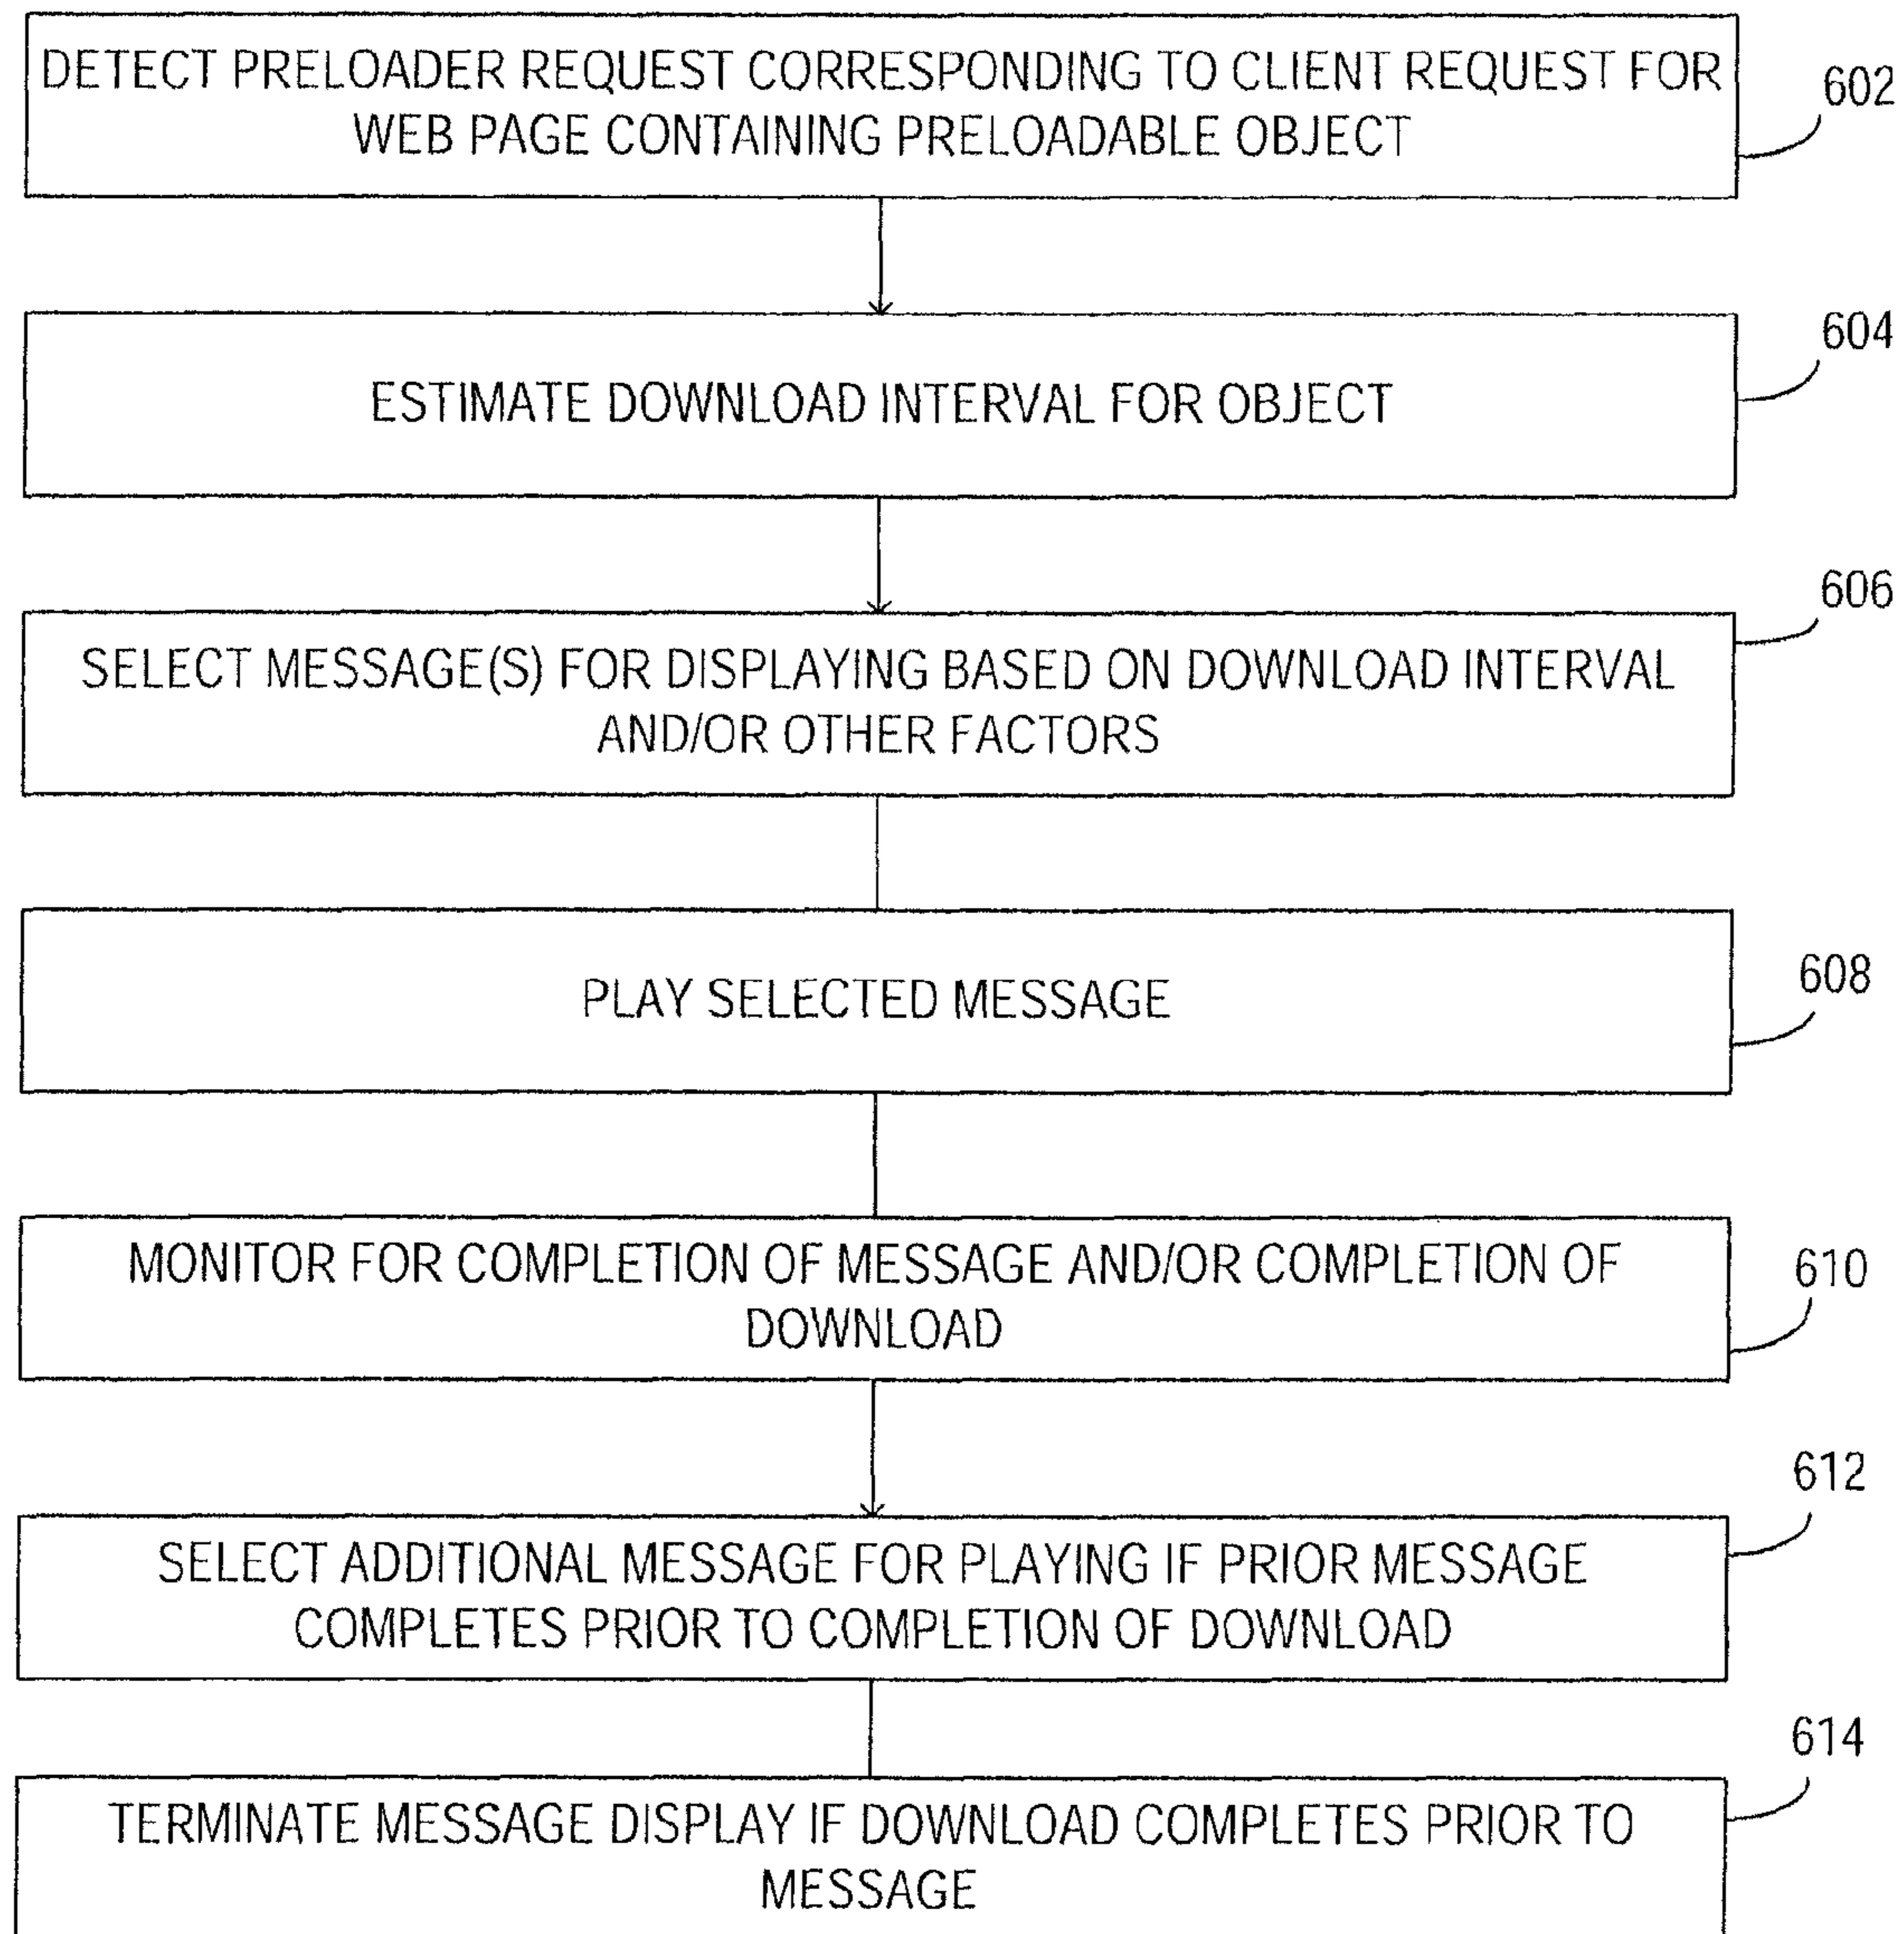 DETECT PRELOADER REQUEST CORRESPONDING TO CLIENT REQUEST FOR
WEB PAGE CONTAINING PRELOADABLE OBJECT
602
ESTIMATE DOWNLOAD INTERVAL FOR OBJECT
604
SELECT MESSAGE(S) FOR DISPLAYING BASED ON DOWNLOAD INTERVAL
AND/OR OTHER FACTORS
606
PLAY SELECTED MESSAGE
608
MONITOR FOR COMPLETION OF MESSAGE AND/OR COMPLETION OF
DOWNLOAD
610
SELECT ADDITIONAL MESSAGE FOR PLAYING IF PRIOR MESSAGE
COMPLETES PRIOR TO COMPLETION OF DOWNLOAD
612
TERMINATE MESSAGE DISPLAY IF DOWNLOAD COMPLETES PRIOR TO
MESSAGE
614